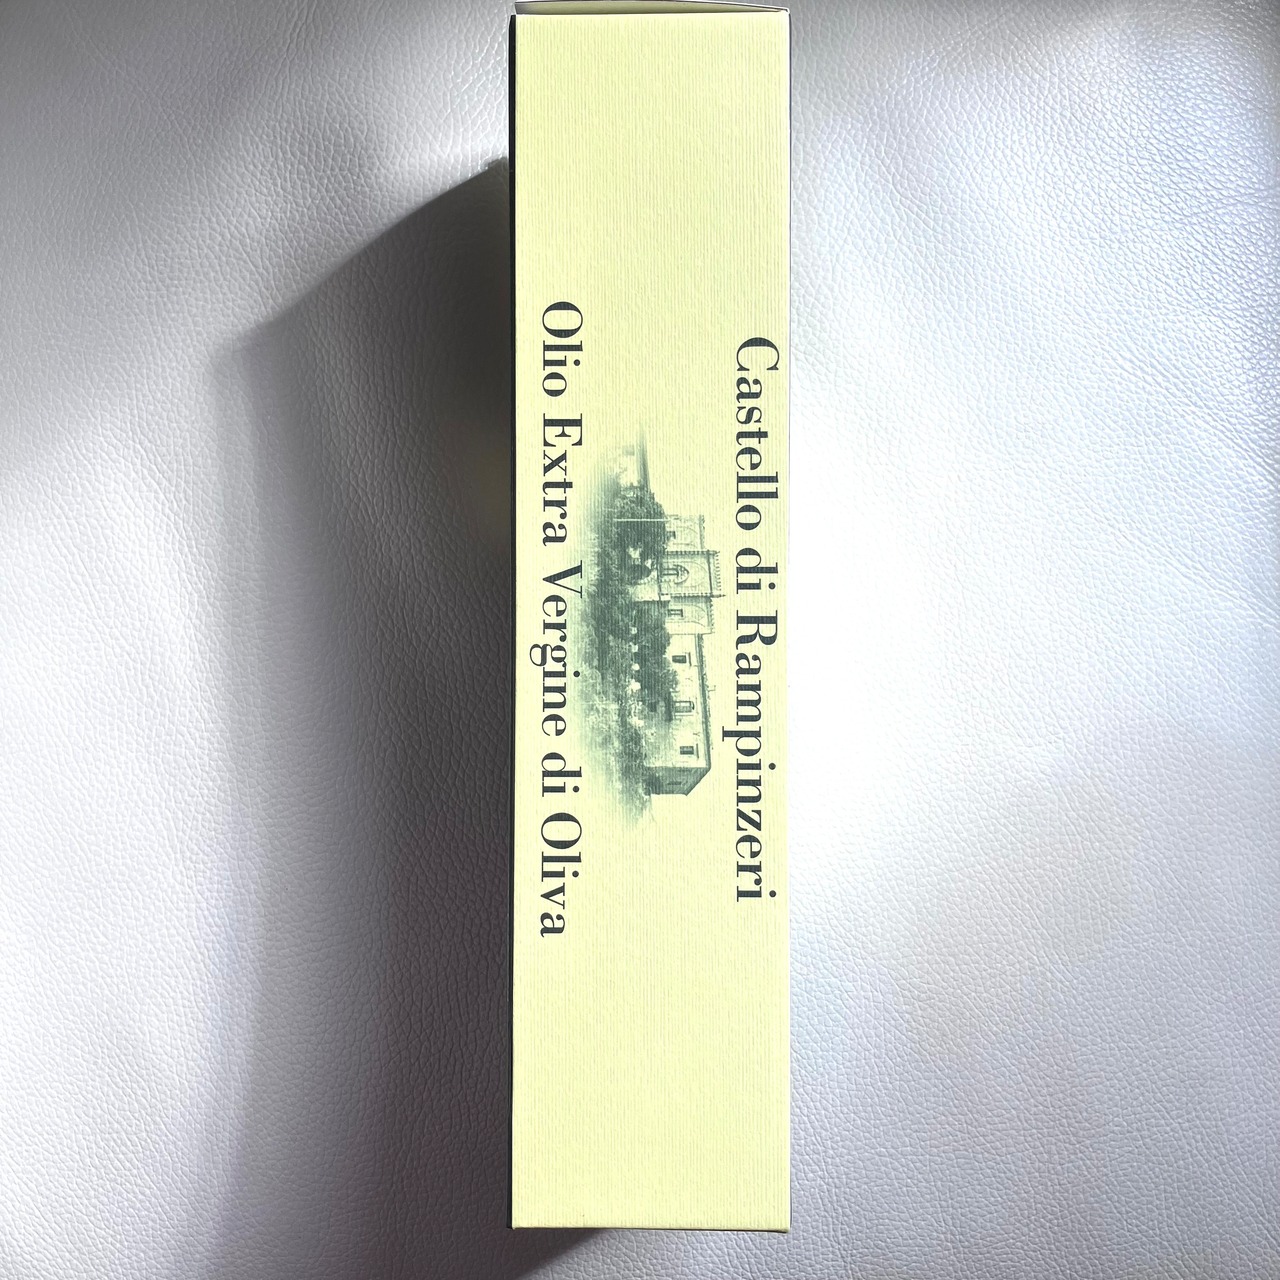 Castello di Rampinzeri
Olio Extra Vergine di Oliva